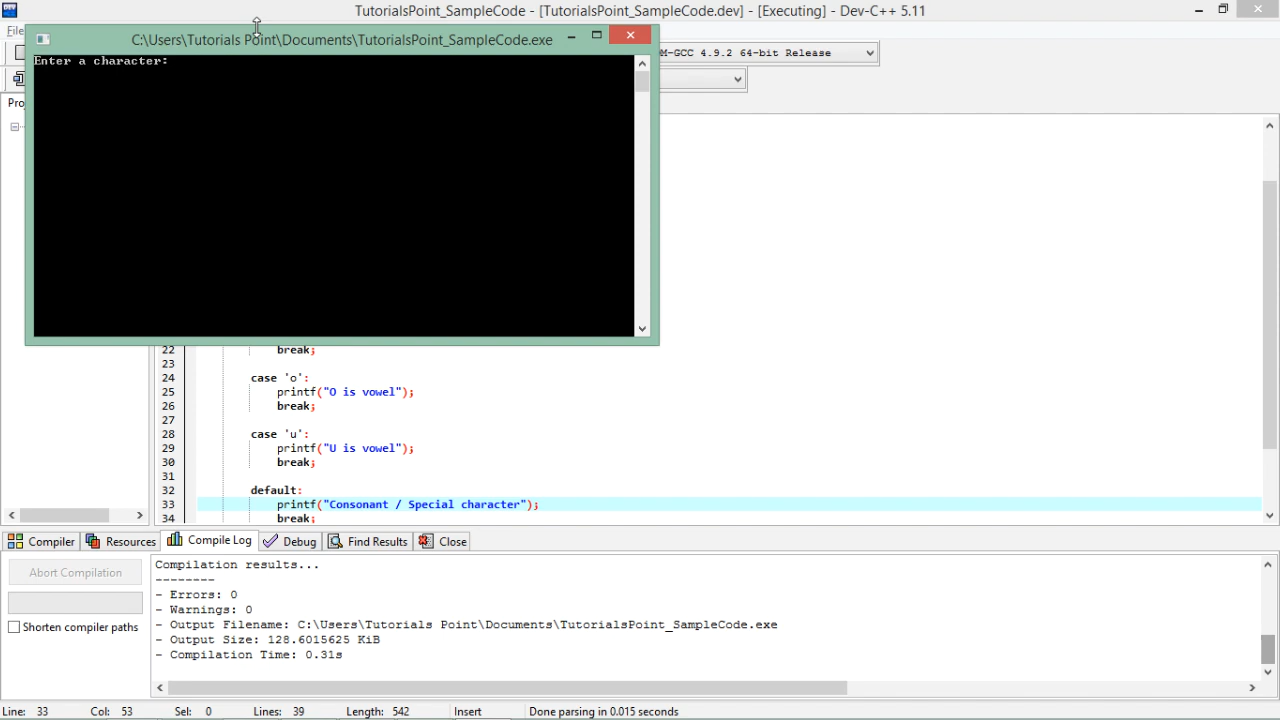 TutorialsPoint_SampleCode - [TutorialsPoint_SampleCode.dev] - [Executing] - Dev-C++ 5.11
File
C:\Users\Tutorials Point\Documents\TutorialsPoint_SampleCode.exe
M-GCC 4.9.2 64-bit Release
Enter a character:
22 break;
23
24 case 'o':
25 printf("O is vowel");
26 break;
27
28 case 'u':
29 printf("U is vowel");
30 break;
31
32 default:
33 printf("Consonant / Special character");
34 break;
Compiler Resources Compile Log Debug Find Results Close
Abort Compilation
Shorten compiler paths
Compilation results...
--------
- Errors: 0
- Warnings: 0
- Output Filename: C:\Users\Tutorials Point\Documents\TutorialsPoint_SampleCode.exe
- Output Size: 128.6015625 KiB
- Compilation Time: 0.31s
Line: 33 Col: 53 Sel: 0 Lines: 39 Length: 542 Insert Done parsing in 0.015 seconds